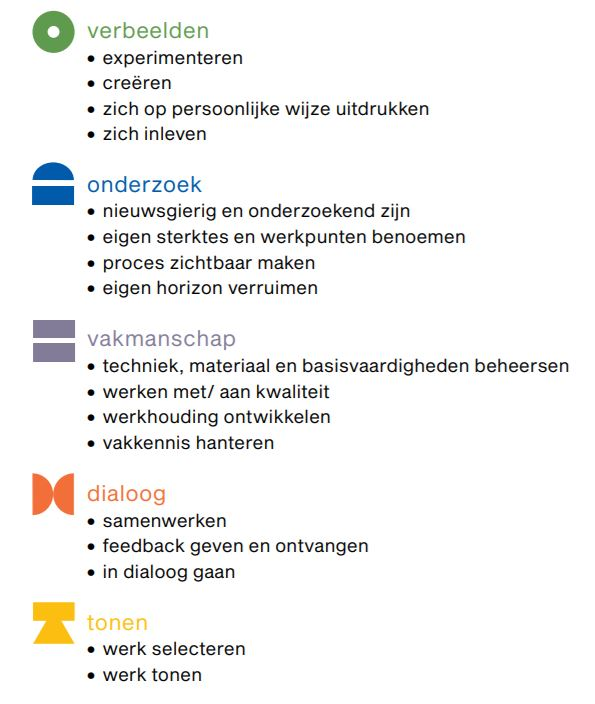 verbeelden
• experimenteren
• creëren
• zich op persoonlijke wijze uitdrukken
• zich inleven
onderzoek
• nieuwsgierig en onderzoekend zijn
• eigen sterktes en werkpunten benoemen
• proces zichtbaar maken
• eigen horizon verruimen
vakmanschap
• techniek, materiaal en basisvaardigheden beheersen
• werken met/ aan kwaliteit
• werkhouding ontwikkelen
• vakkennis hanteren
dialoog
• samenwerken
• feedback geven en ontvangen
• in dialoog gaan
tonen
• werk selecteren
• werk tonen